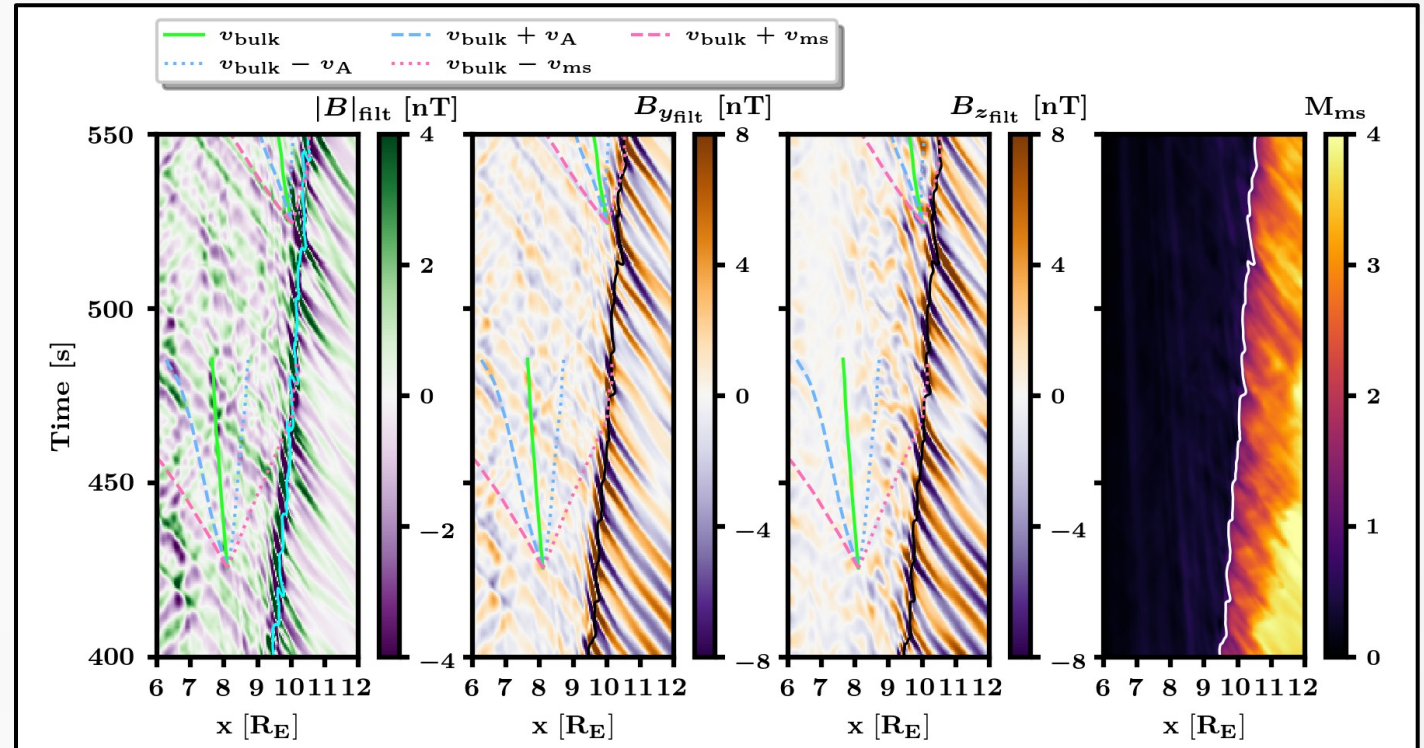 v_bulk   v_bulk + v_A   v_bulk + v_ms
v_bulk − v_A   v_bulk − v_ms
|B|_filt [nT]   B_y_filt [nT]   B_z_filt [nT]   M_ms
550   4   8   8   4
500   2   4   4   3
Time [s]   0   0   0   2
450   −2   −4   −4   1
400   −4   −8   −8   0
6 7 8 9 10 11 12   6 7 8 9 10 11 12   6 7 8 9 10 11 12   6 7 8 9 10 11 12
x [R_E]   x [R_E]   x [R_E]   x [R_E]